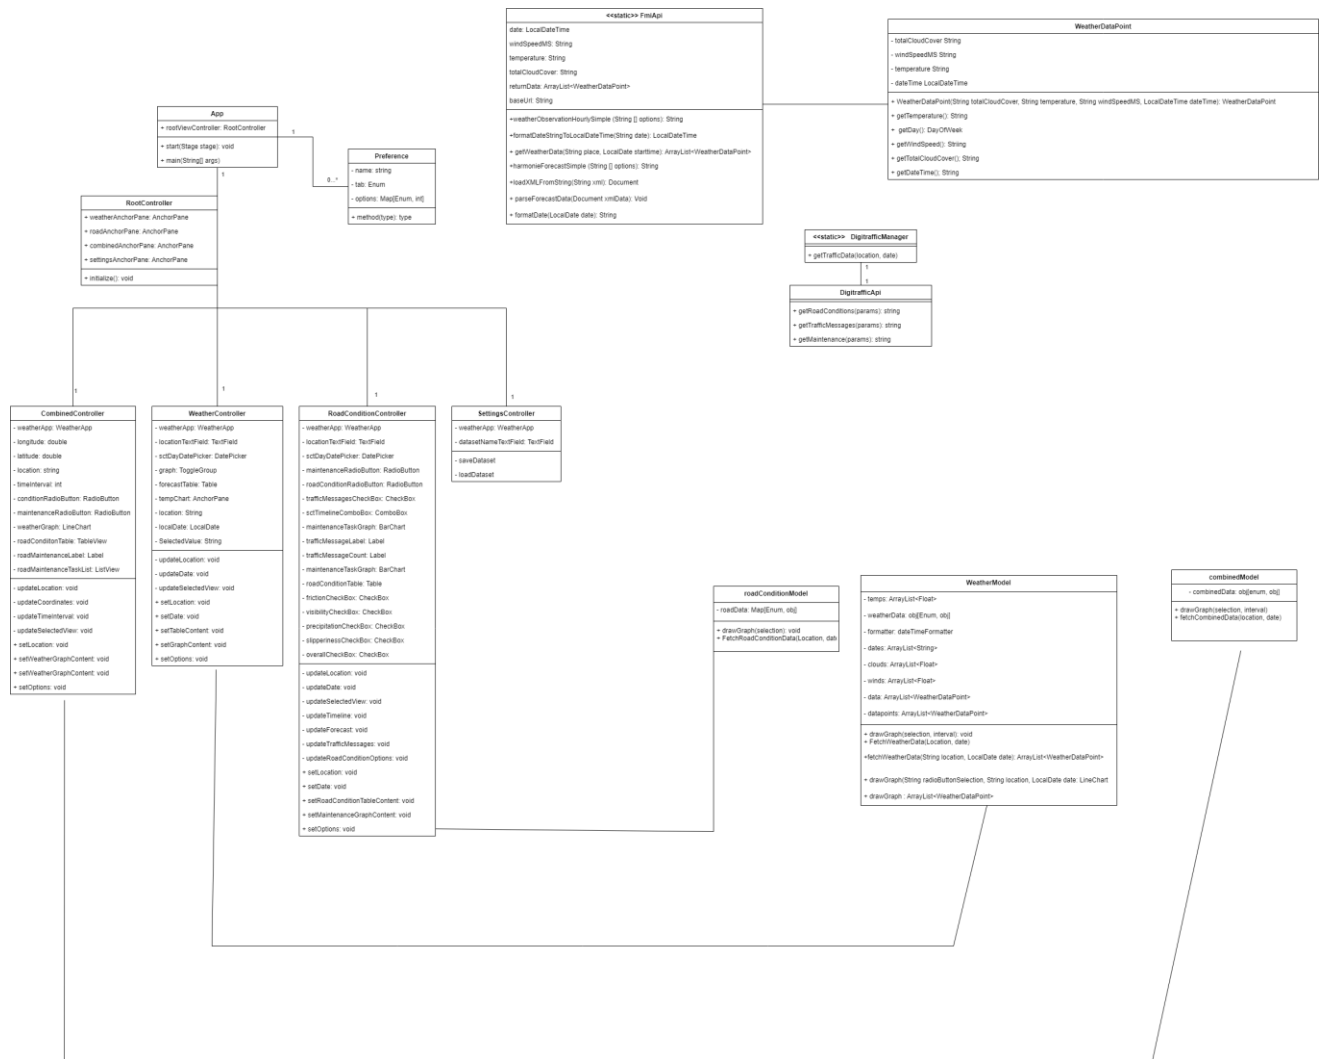 <<static>> FmiApi
date: LocalDateTime
windSpeedMS: String
temperature: String
totalCloudCover: String
returnData: ArrayList<WeatherDataPoint>
baseUrl: String
+weatherObservationHourlySimple (String [] options): String
+formatDateStringToLocalDateTime(String date): LocalDateTime
+ getWeatherData(String place, LocalDate starttime): ArrayList<WeatherDataPoint>
+harmonieForecastSimple (String [] options): String
+loadXMLFromString(String xml): Document
+ parseForecastData(Document xmlData): Void
+ formatDate(LocalDate date): String
WeatherDataPoint
- totalCloudCover String
- windSpeedMS String
- temperature String
- dateTime LocalDateTime
+ WeatherDataPoint(String totalCloudCover, String temperature, String windSpeedMS, LocalDateTime dateTime): WeatherDataPoint
+ getTemperature(): String
+ getDay(): DayOfWeek
+ getWindSpeed(): String
+ getTotalCloudCover(): String
+ getDateTime(): String
App
+ rootViewController: RootController
+ start(Stage stage): void
+ main(String[] args)
1
1
0...*
Preference
- name: string
- tab: Enum
- options: Map[Enum, int]
+ method(type): type
RootController
+ weatherAnchorPane: AnchorPane
+ roadAnchorPane: AnchorPane
+ combinedAnchorPane: AnchorPane
+ settingsAnchorPane: AnchorPane
+ initialize(): void
<<static>> DigitrafficManager
+ getTrafficData(location, date)
1
1
DigitrafficApi
+ getRoadConditions(params): string
+ getTrafficMessages(params): string
+ getMaintenance(params): string
1
1
1
1
CombinedController
- weatherApp: WeatherApp
- longitude: double
- latitude: double
- location: string
- timeInterval: int
- conditionRadioButton: RadioButton
- maintenanceRadioButton: RadioButton
- weatherGraph: LineChart
- roadConditionTable: TableView
- roadMaintenanceLabel: Label
- roadMaintenanceTaskList: ListView
- updateLocation: void
- updateCoordinates: void
- updateTimeInterval: void
- updateSelectedView: void
+ setLocation: void
+ setWeatherGraphContent: void
+ setWeatherGraphContent: void
+ setOptions: void
WeatherController
- weatherApp: WeatherApp
- locationTextField: TextField
- sctDayDatePicker: DatePicker
- graph: ToggleGroup
- forecastTable: Table
- tempChart: AnchorPane
- location: String
- localDate: LocalDate
- SelectedValue: String
- updateLocation: void
- updateDate: void
- updateSelectedView: void
+ setLocation: void
+ setDate: void
+ setTableContent: void
+ setGraphContent: void
+ setOptions: void
RoadConditionController
- weatherApp: WeatherApp
- locationTextField: TextField
- sctDayDatePicker: DatePicker
- maintenanceRadioButton: RadioButton
- roadConditionRadioButton: RadioButton
- trafficMessagesCheckBox: CheckBox
- sctTimelineComboBox: ComboBox
- maintenanceTaskGraph: BarChart
- trafficMessageLabel: Label
- trafficMessageCount: Label
- maintenanceTaskGraph: BarChart
- roadConditionTable: Table
- frictionCheckBox: CheckBox
- visibilityCheckBox: CheckBox
- precipitationCheckBox: CheckBox
- slipperinessCheckBox: CheckBox
- overallCheckBox: CheckBox
- updateLocation: void
- updateDate: void
- updateSelectedView: void
- updateTimeline: void
- updateForecast: void
- updateTrafficMessages: void
- updateRoadConditionOptions: void
+ setLocation: void
+ setDate: void
+ setRoadConditionTableContent: void
+ setMaintenanceGraphContent: void
+ setOptions: void
SettingsController
- weatherApp: WeatherApp
- datasetNameTextField: TextField
- saveDataset
- loadDataset
roadConditionModel
- roadData: Map[Enum, obj]
+ drawGraph(selection): void
+ FetchRoadConditionData(Location, dat
WeatherModel
- temps: ArrayList<Float>
- weatherData: obj[Enum, obj]
- formatter: dateTimeFormatter
- dates: ArrayList<String>
- clouds: ArrayList<Float>
- winds: ArrayList<Float>
- data: ArrayList<WeatherDataPoint>
- datapoints: ArrayList<WeatherDataPoint>
+ drawGraph(selection, interval): void
+ FetchWeatherData(Location, date)
+fetchWeatherData(String location, LocalDate date): ArrayList<WeatherDataPoint>
+ drawGraph(String radioButtonSelection, String location, LocalDate date: LineChart
+ drawGraph : ArrayList<WeatherDataPoint>
combinedModel
- combinedData: obj[enum, obj]
+ drawGraph(selection, interval)
+ fetchCombinedData(location, date)